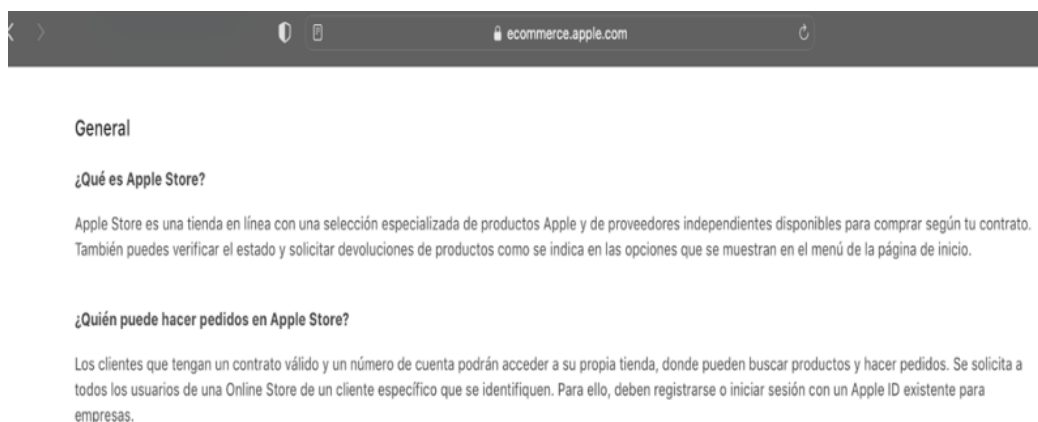 ecommerce.apple.com
General
¿Qué es Apple Store?
Apple Store es una tienda en línea con una selección especializada de productos Apple y de proveedores independientes disponibles para comprar según tu contrato.
También puedes verificar el estado y solicitar devoluciones de productos como se indica en las opciones que se muestran en el menú de la página de inicio.
¿Quién puede hacer pedidos en Apple Store?
Los clientes que tengan un contrato válido y un número de cuenta podrán acceder a su propia tienda, donde pueden buscar productos y hacer pedidos. Se solicita a
todos los usuarios de una Online Store de un cliente específico que se identifiquen. Para ello, deben registrarse o iniciar sesión con un Apple ID existente para
empresas.